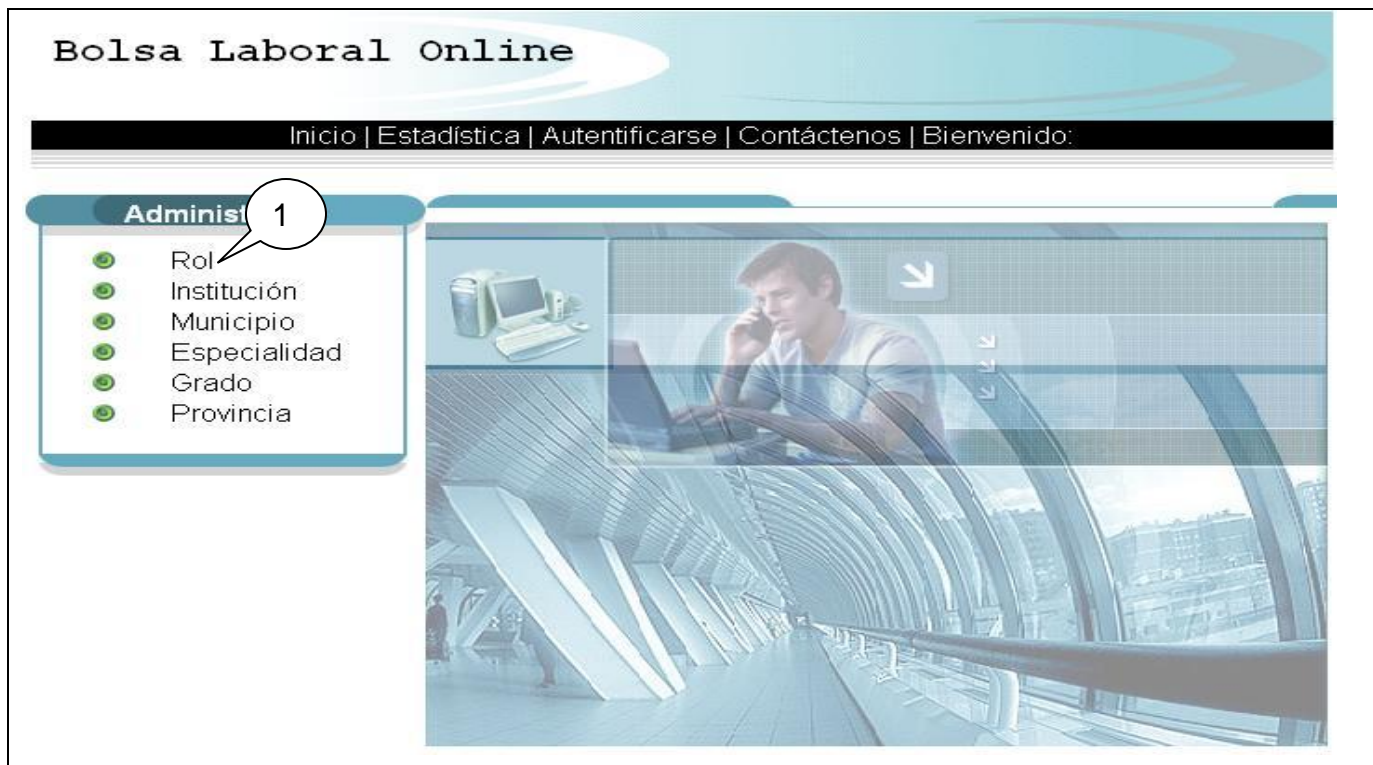 Bolsa Laboral Online
Inicio | Estadística | Autentificarse | Contáctenos | Bienvenido:
1
Rol
Institución
Municipio
Especialidad
Grado
Provincia